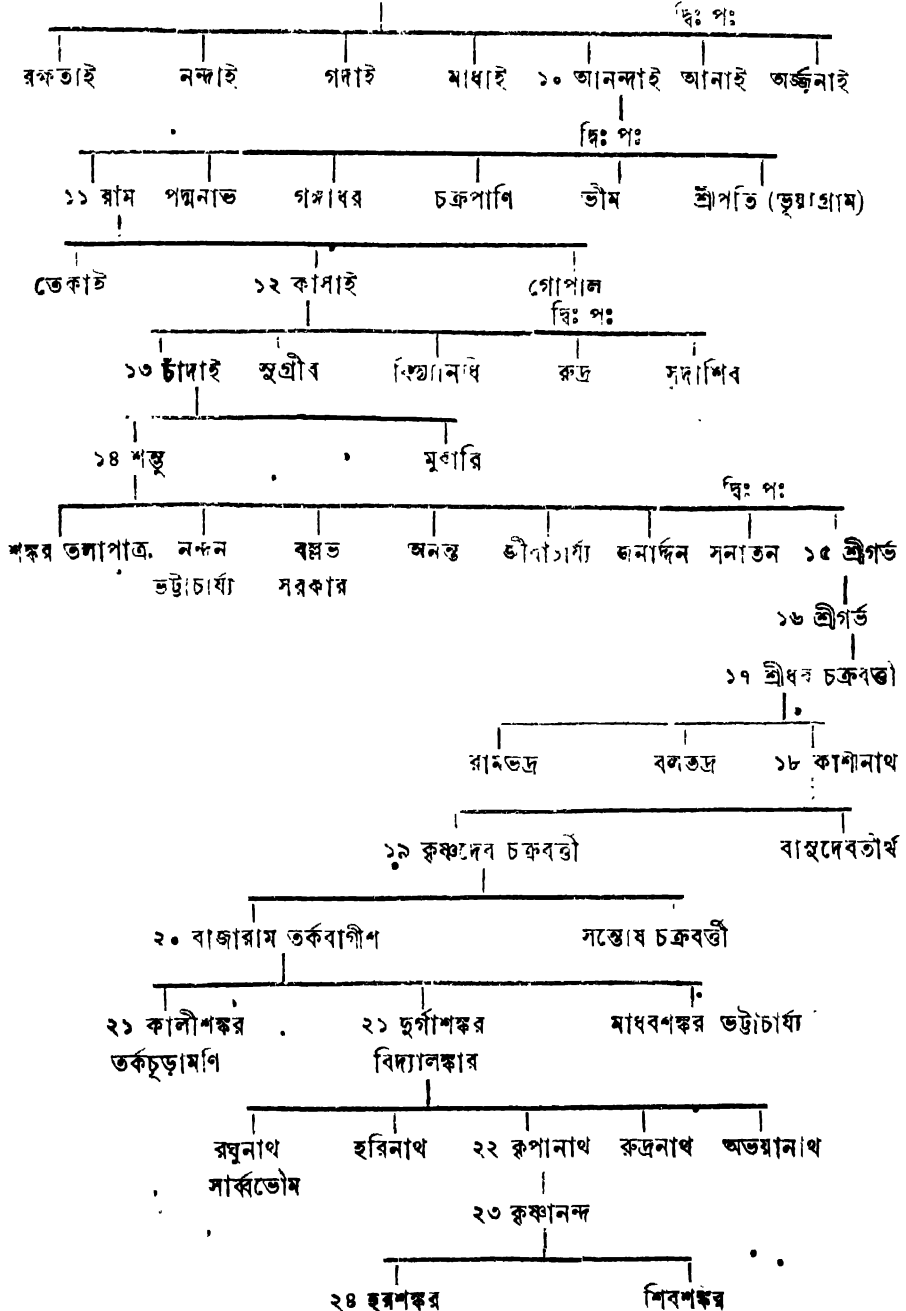 দ্বিঃ পঃ
রক্ষতাই নন্দাই গদাই মাধাই ১০ আনন্দাই আনাই অর্জ্জুনাই
দ্বিঃ পঃ
১১ রাম পদ্মনাভ গঙ্গাধর চক্রপাণি ভীম শ্রীপতি (ভূয়াগ্রাম)
তেকাই ১২ কাসাই গোপাল
দ্বিঃ পঃ
১৩ চাঁদাই সুগ্রীব বিদ্যানিধি রুদ্র সদাশিব
১৪ শম্ভু মুরারি
দ্বিঃ পঃ
শঙ্কর তলাপাত্র নন্দন বল্লভ অনন্ত জনার্দ্দন সনাতন ১৫ শ্রীগর্ভ
ভট্টাচার্য্য সরকার
১৬ শ্রীগর্ভ
১৭ শ্রীধর চক্রবর্ত্তী
রামভদ্র বলভদ্র ১৮ কাশীনাথ
১৯ কৃষ্ণদেব চক্রবর্ত্তী বাসুদেবতীর্থ
২০ রাজারাম তর্কবাগীশ সন্তোষ চক্রবর্ত্তী
২১ কালীশঙ্কর ২১ দুর্গাশঙ্কর মাধবশঙ্কর ভট্টাচার্য্য
তর্কচূড়ামণি বিদ্যালঙ্কার
রঘুনাথ হরিনাথ ২২ কৃপানাথ রুদ্রনাথ অভয়ানাথ
সার্ব্বভৌম
২৩ কৃষ্ণানন্দ
২৪ হরশঙ্কর শিবশঙ্কর